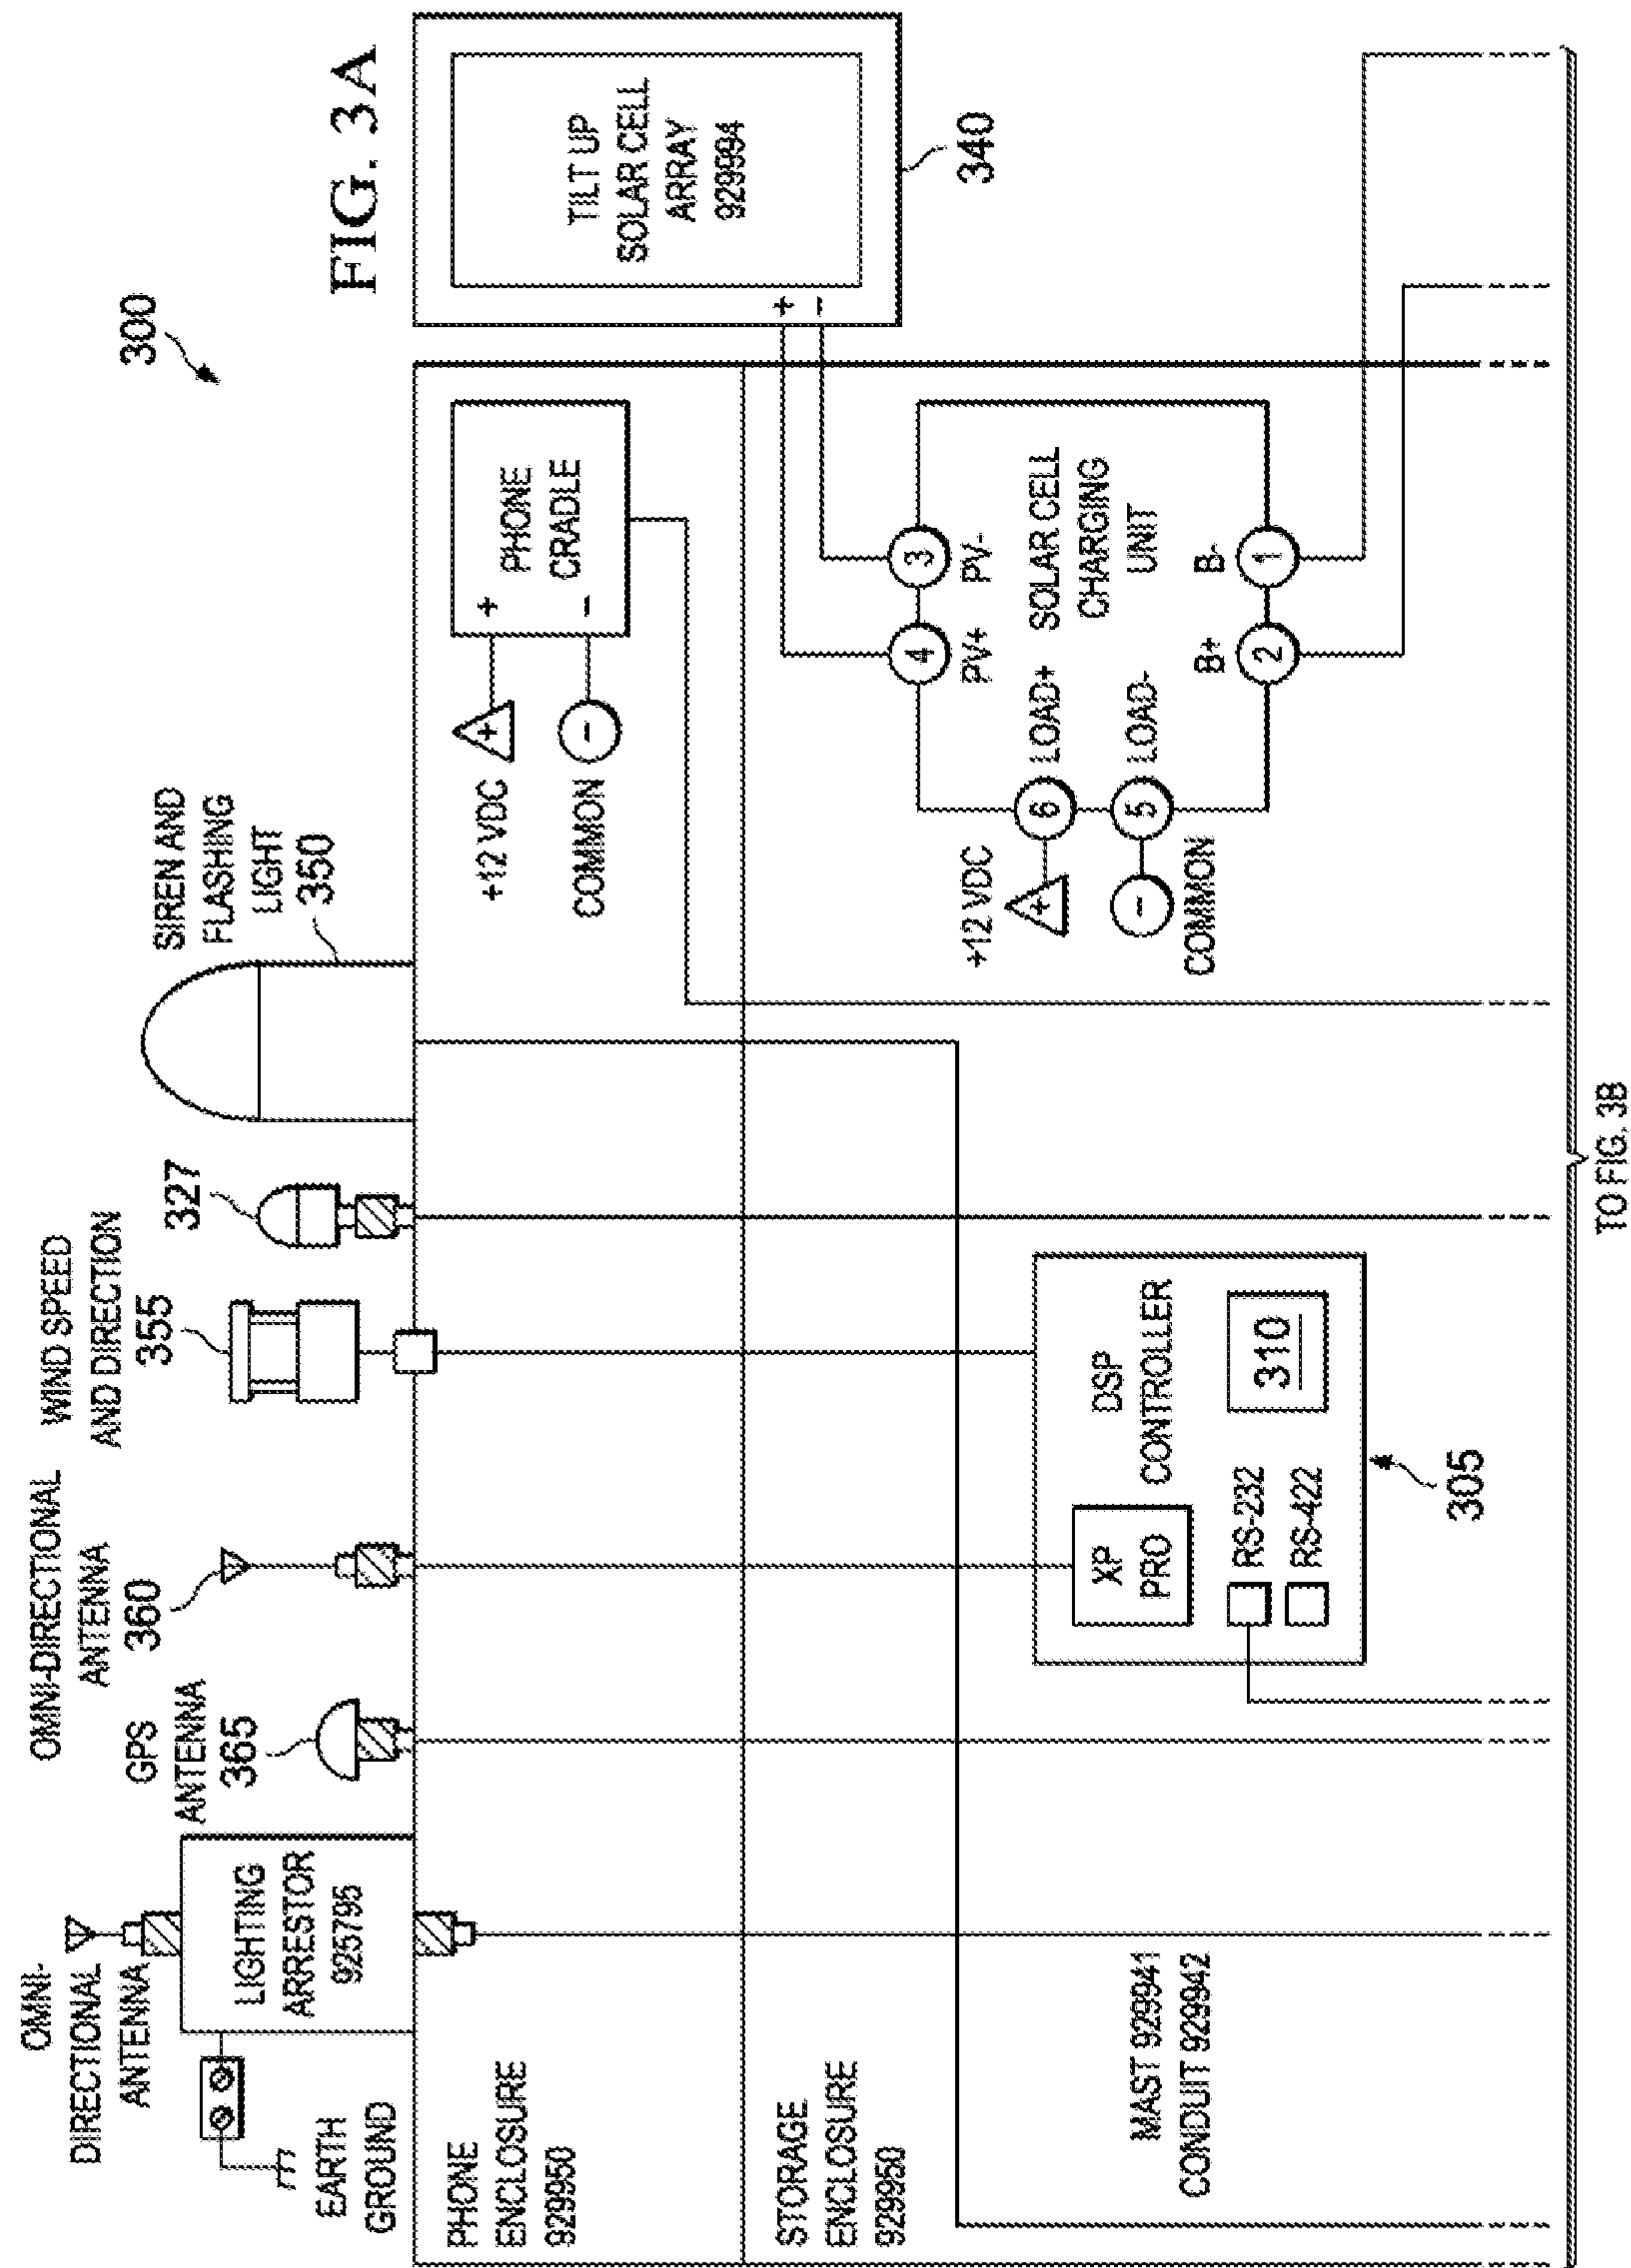 FIG. 3A
300
OMNI-
DIRECTIONAL
ANTENNA
LIGHTING
ARRESTOR
925795
EARTH
GROUND
GPS
ANTENNA
365
OMNI-DIRECTIONAL
ANTENNA
360
WIND SPEED
AND DIRECTION
355
327
SIREN AND
FLASHING
LIGHT
350
TILT UP
SOLAR CELL
ARRAY
929994
+
-
340
PHONE
ENCLOSURE
929950
+12 VDC
+
COMMON
-
+
-
PHONE
CRADLE
STORAGE
ENCLOSURE
929950
4
3
PV+
PV-
+12 VDC
+
6
LOAD+
SOLAR CELL
CHARGING
UNIT
COMMON
-
5
LOAD-
B+
B-
2
1
MAST 929941
CONDUIT 929942
XP
PRO
DSP
CONTROLLER
RS-232
RS-422
310
305
TO FIG. 3B